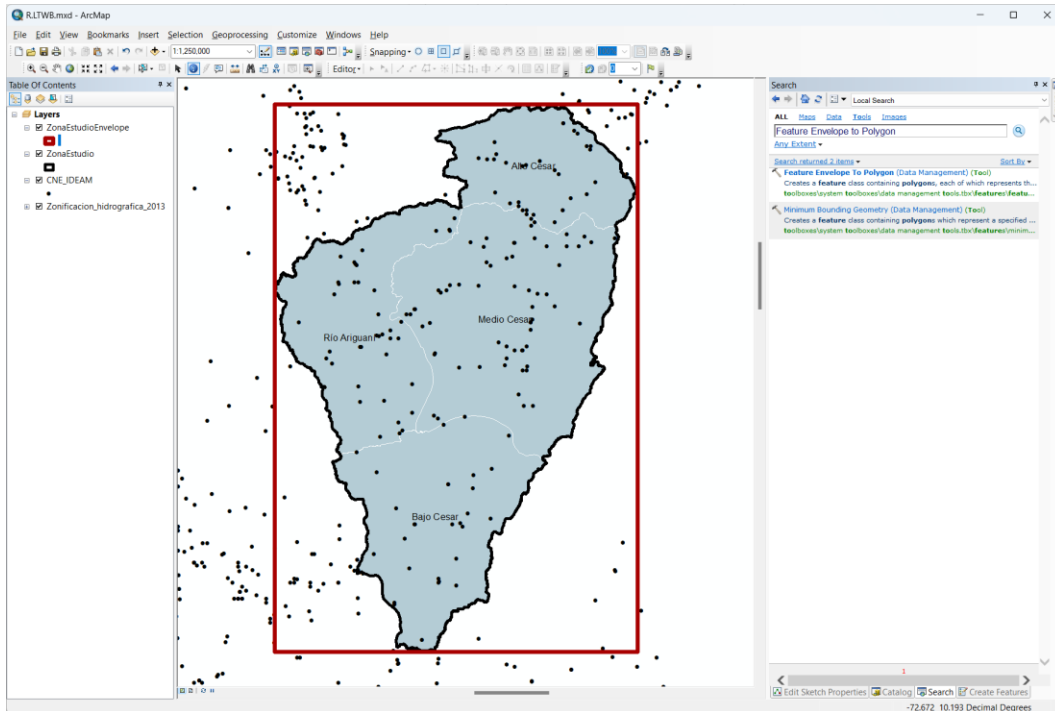 R.LTWB.mxd - ArcMap
File Edit View Bookmarks Insert Selection Geoprocessing Customize Windows Help
1:1,250,000
Snapping
Editor
Table Of Contents
Layers
ZonaEstudioEnvelope
ZonaEstudio
CNE_IDEAM
Zonificacion_hidrografica_2013
Alto Cesar
Medio Cesar
Río Ariguaní
Bajo Cesar
Search
Local Search
ALL Maps Data Tools Images
Feature Envelope to Polygon
Any Extent
Search returned 2 items Sort By
Feature Envelope To Polygon (Data Management) (Tool)
Creates a feature class containing polygons, each of which represents th...
toolboxes\system toolboxes\data management tools.tbx\features\featu...
Minimum Bounding Geometry (Data Management) (Tool)
Creates a feature class containing polygons which represent a specified ...
toolboxes\system toolboxes\data management tools.tbx\features\minim...
1
Edit Sketch Properties Catalog Search Create Features
-72.672 10.193 Decimal Degrees